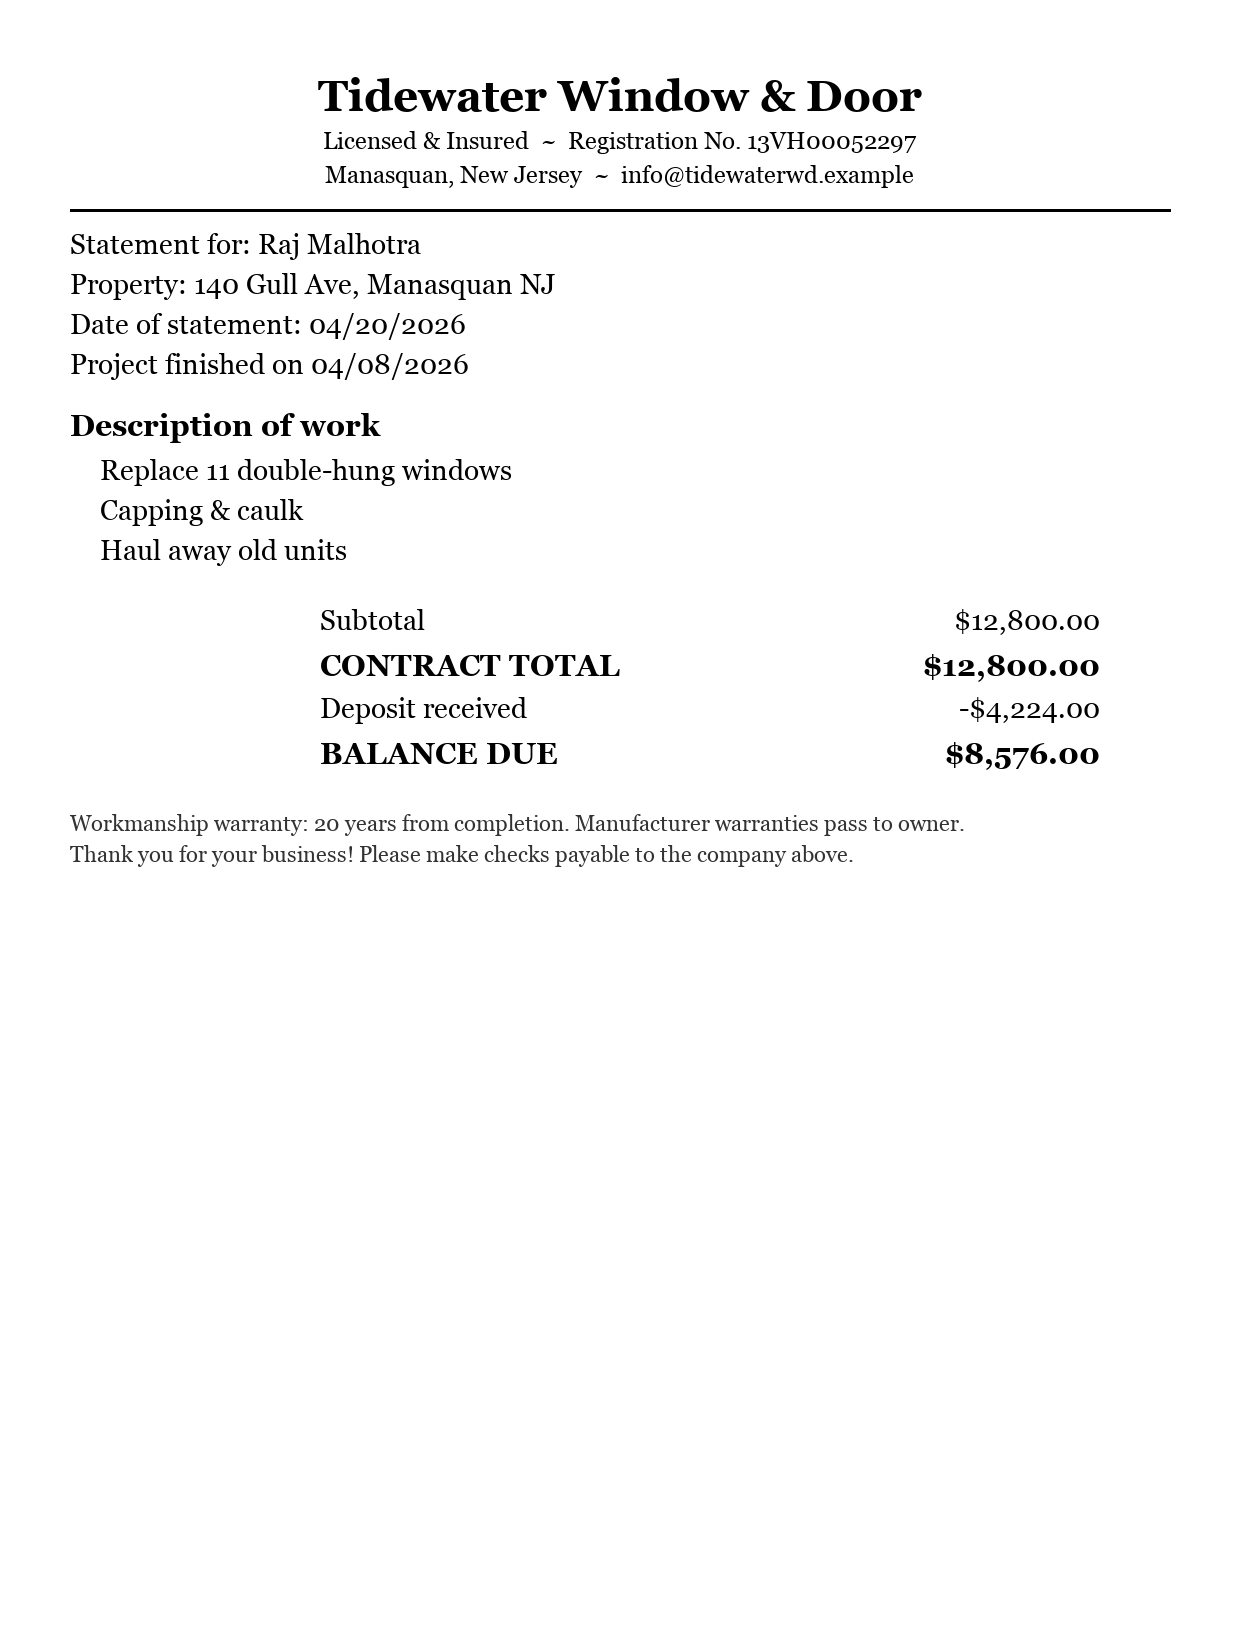 Tidewater Window & Door
Licensed & Insured ~ Registration No. 13VH00052297
Manasquan, New Jersey ~ info@tidewaterwd.example
Statement for: Raj Malhotra
Property: 140 Gull Ave, Manasquan NJ
Date of statement: 04/20/2026
Project finished on 04/08/2026
Description of work
Replace 11 double-hung windows
Capping & caulk
Haul away old units
Subtotal $12,800.00
CONTRACT TOTAL $12,800.00
Deposit received -$4,224.00
BALANCE DUE $8,576.00
Workmanship warranty: 20 years from completion. Manufacturer warranties pass to owner.
Thank you for your business! Please make checks payable to the company above.